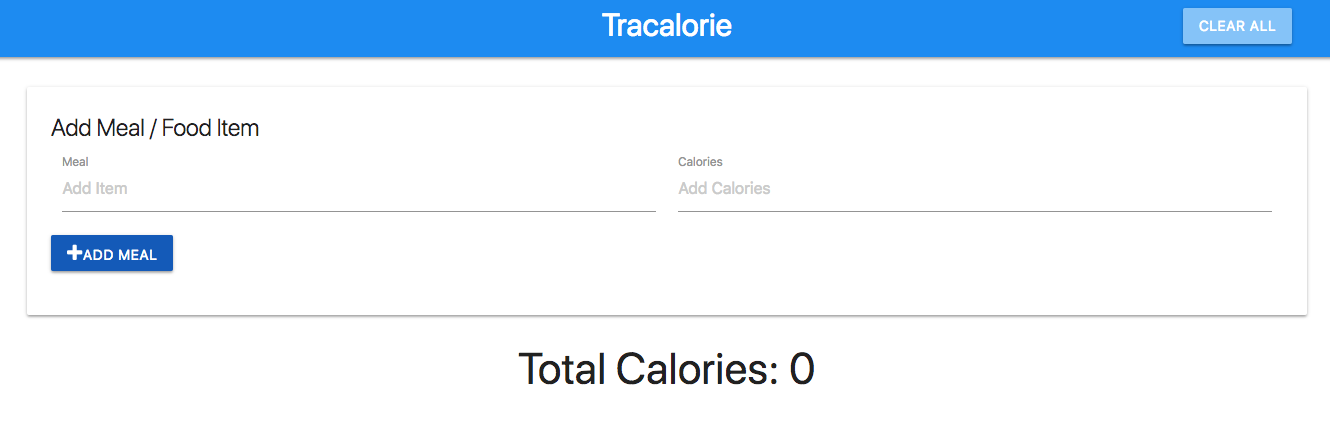 Tracalorie
CLEAR ALL
Add Meal / Food Item
Meal
Calories
Add Item
Add Calories
ADD MEAL
Total Calories: 0